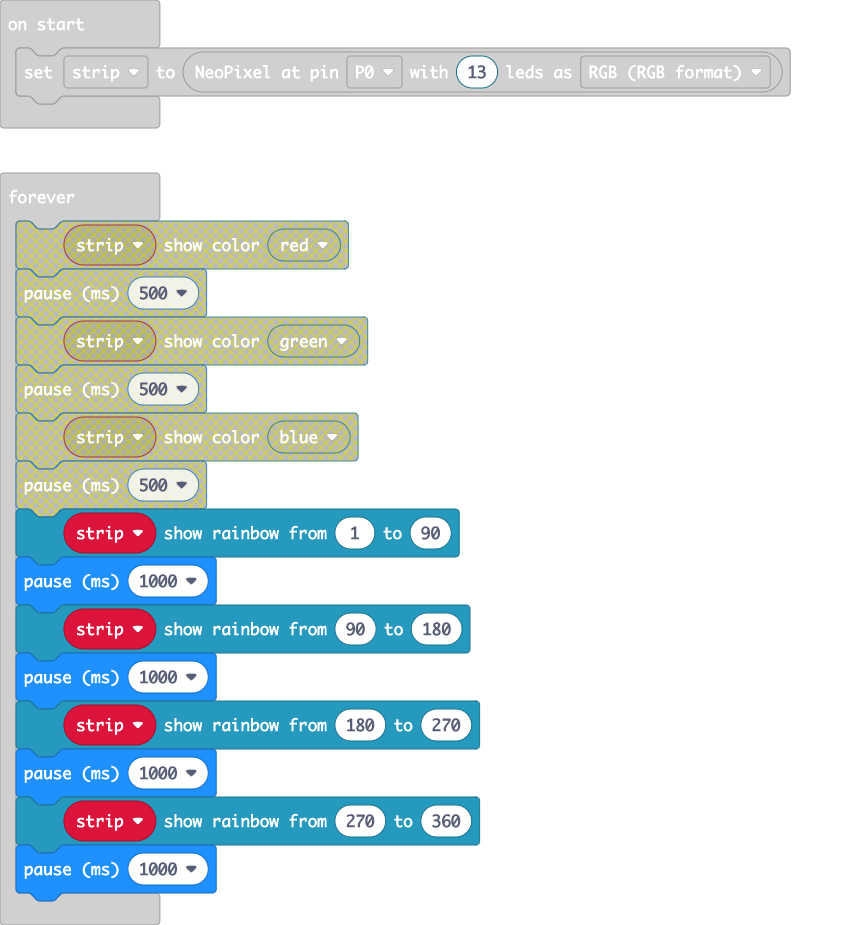 on start
set strip to NeoPixel at pin P0 with 13 leds as RGB (RGB format)
forever
strip show color red
pause (ms) 500
strip show color green
pause (ms) 500
strip show color blue
pause (ms) 500
strip show rainbow from 1 to 90
pause (ms) 1000
strip show rainbow from 90 to 180
pause (ms) 1000
strip show rainbow from 180 to 270
pause (ms) 1000
strip show rainbow from 270 to 360
pause (ms) 1000